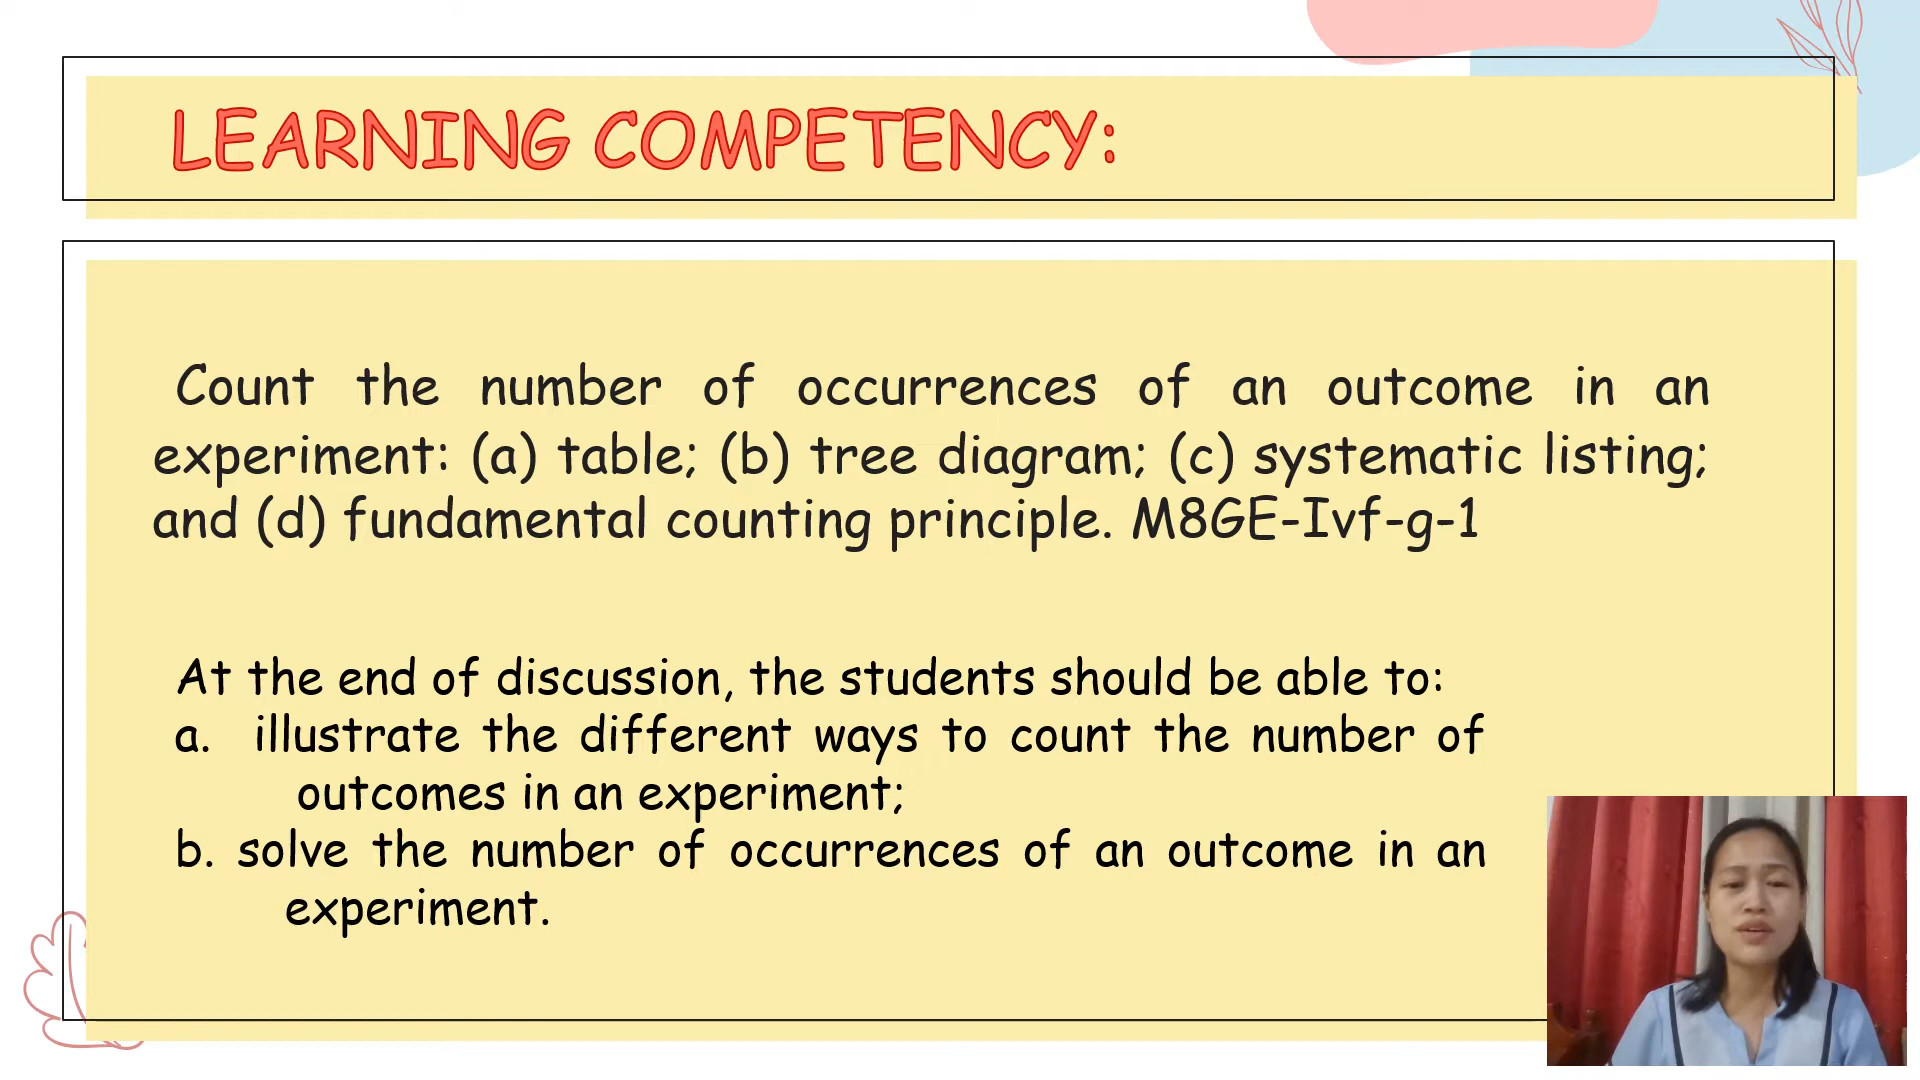 LEARNING COMPETENCY:
Count the number of occurrences of an outcome in an
experiment: (a) table; (b) tree diagram; (c) systematic listing;
and (d) fundamental counting principle. M8GE-Ivf-g-1
At the end of discussion, the students should be able to:
a. illustrate the different ways to count the number of
outcomes in an experiment;
b. solve the number of occurrences of an outcome in an
experiment.